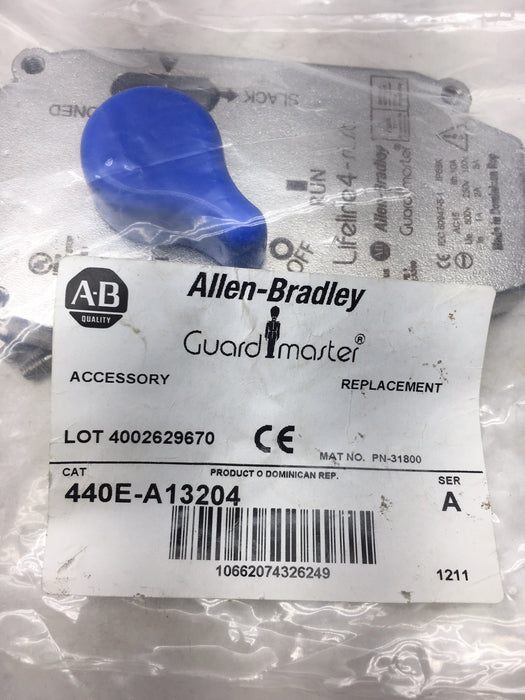 SLACK
RUN
OFF
Lifeline 4
Allen-Bradley
Guardmaster
A-B
QUALITY
Allen-Bradley
Guardmaster®
ACCESSORY
REPLACEMENT
LOT 4002629670
CE
MAT NO. PN-31800
CAT
PRODUCT O DOMINICAN REP.
SER
440E-A13204
A
10662074326249
1211